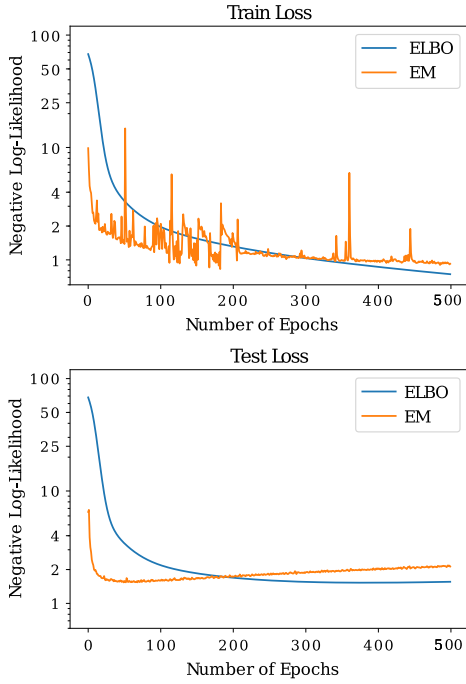 Train Loss
100
50
25
10
4
2
1
Negative Log-Likelihood
ELBO
EM
0 100 200 300 400 500
Number of Epochs
Test Loss
100
50
25
10
4
2
1
Negative Log-Likelihood
ELBO
EM
0 100 200 300 400 500
Number of Epochs